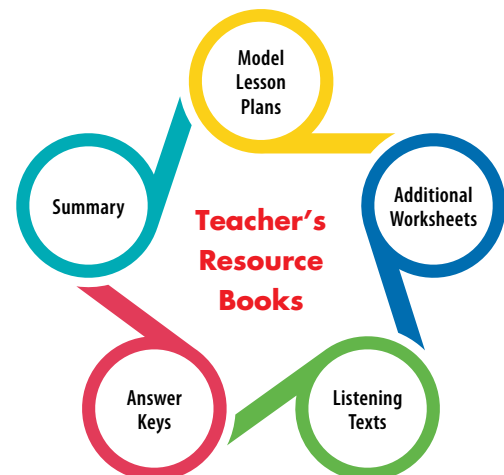 Model
Lesson
Plans
Additional
Worksheets
Listening
Texts
Answer
Keys
Summary
Teacher's
Resource
Books